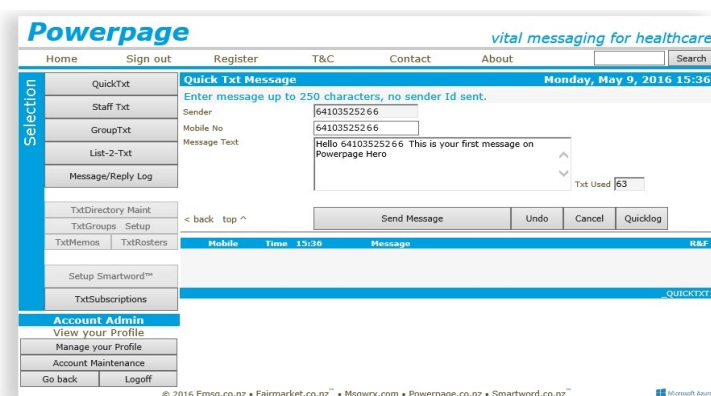 Powerpage
vital messaging for healthcare
Home Sign out Register T&C Contact About Search
Selection
QuickTxt
Staff Txt
GroupTxt
List-2-Txt
Message/Reply Log
TxtDirectory Maint
TxtGroups Setup
TxtMemos TxtRosters
Setup Smartword™
TxtSubscriptions
Account Admin
View your Profile
Manage your Profile
Account Maintenance
Go back Logoff
Quick Txt Message Monday, May 9, 2016 15:36
Enter message up to 250 characters, no sender Id sent.
Sender 64103525266
Mobile No 64103525266
Message Text Hello 64103525266 This is your first message on
Powerpage Hero
Txt Used 63
< back top ^ Send Message Undo Cancel Quicklog
Mobile Time 15:36 Message R&F
_QUICKTXT
© 2016 Emsg.co.nz • Fairmarket.co.nz™ • Msgwrx.com • Powerpage.co.nz • Smartword.co.nz™
Microsoft Azure